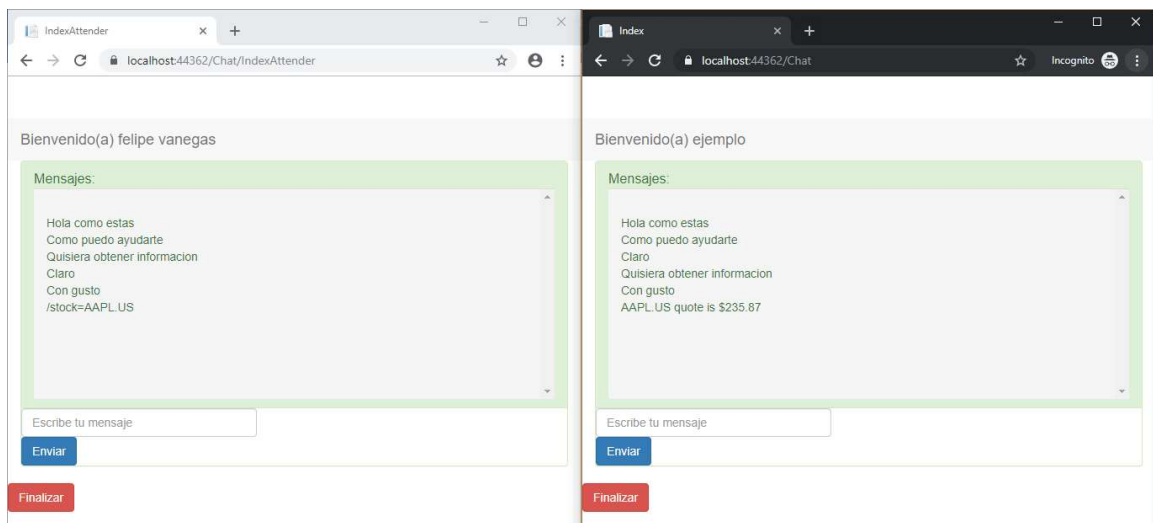 IndexAttender
localhost:44362/Chat/IndexAttender
Bienvenido(a) felipe vanegas
Mensajes:
Hola como estas
Como puedo ayudarte
Quisiera obtener informacion
Claro
Con gusto
/stock=AAPL.US
Escribe tu mensaje
Enviar
Finalizar
Index
localhost:44362/Chat
Incognito
Bienvenido(a) ejemplo
Mensajes:
Hola como estas
Como puedo ayudarte
Claro
Quisiera obtener informacion
Con gusto
AAPL.US quote is $235.87
Escribe tu mensaje
Enviar
Finalizar